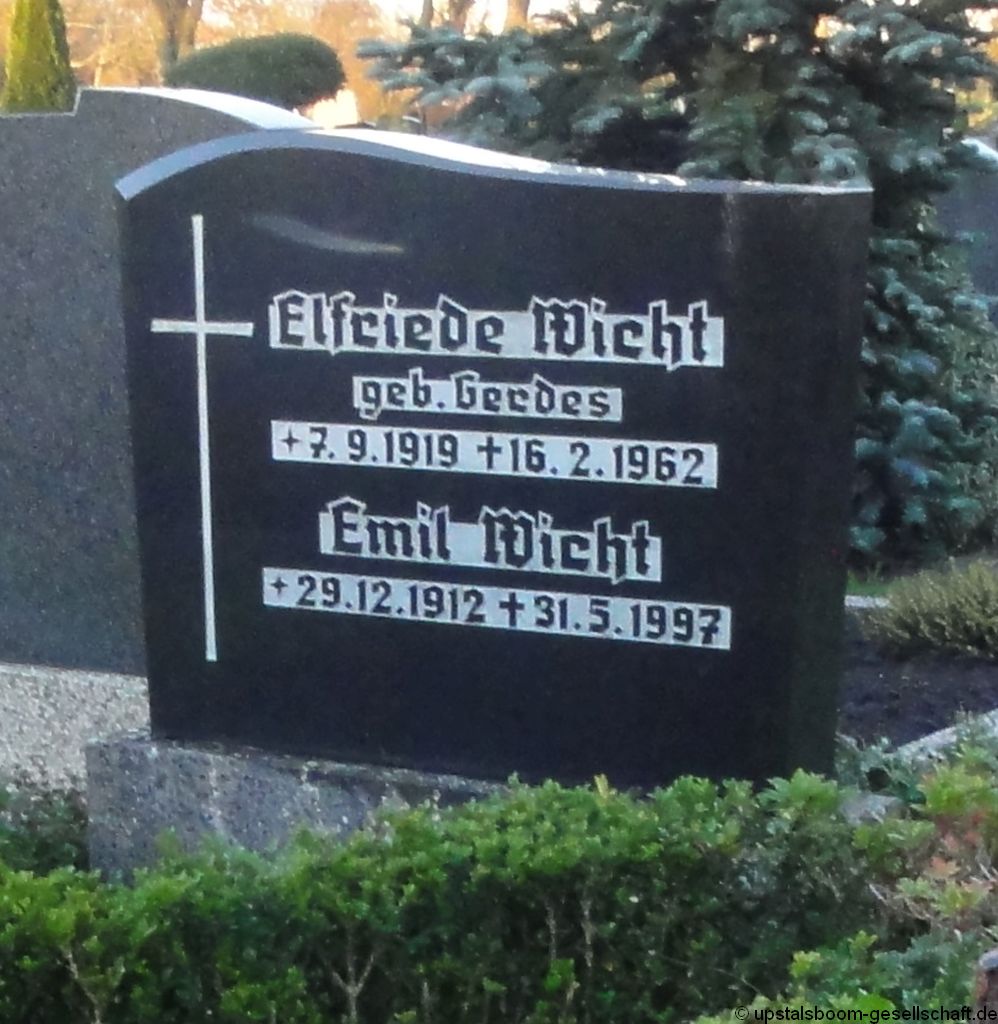 Elfriede Wicht
geb. Gerdes
+7.9.1919 ✝16.2.1962
Emil Wicht
+29.12.1912 ✝31.5.1997
© upstalsboom-gesellschaft.de